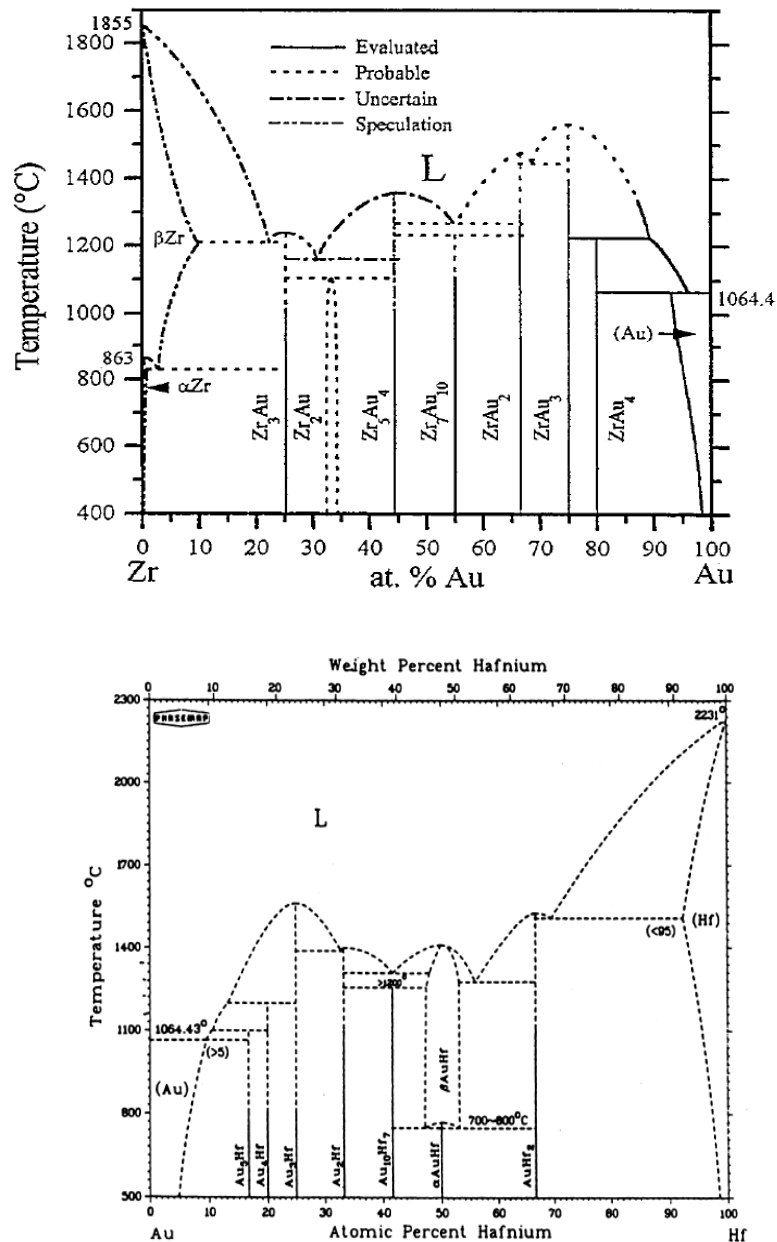 1855
1800
1600
1400
1200
1000
863
800
600
400
Temperature (°C)
Evaluated
Probable
Uncertain
Speculation
L
βZr
αZr
(Au)
1064.4
Zr₃Au
Zr₂Au
Zr₅Au₄
Zr₇Au₁₀
ZrAu₂
ZrAu₃
ZrAu₄
0 10 20 30 40 50 60 70 80 90 100
Zr at. % Au Au
Weight Percent Hafnium
0 10 20 30 40 50 60 70 80 90 100
PHASEMAP
2231°
2300
2000
1700
1400
1100
800
500
Temperature °C
L
(Hf)
(<95)
>1200°
1064.43°
(>5)
(Au)
700~800°C
Au₅Hf
Au₄Hf
Au₃Hf
Au₂Hf
Au₁₀Hf₇
βAuHf
αAuHf
AuHf₂
0 10 20 30 40 50 60 70 80 90 100
Au Atomic Percent Hafnium Hf